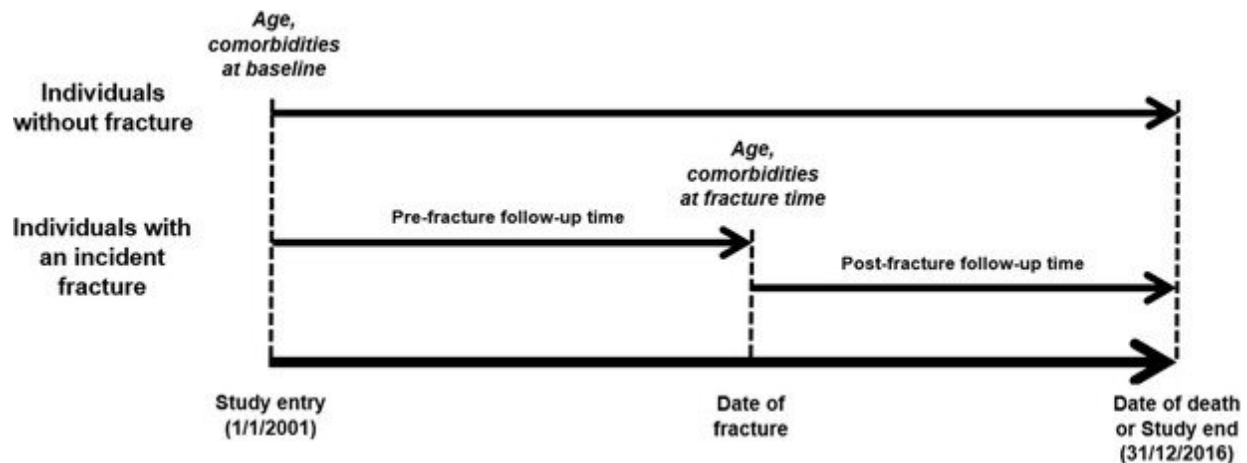 Age,
comorbidities
at baseline
Individuals
without fracture
Age,
comorbidities
at fracture time
Pre-fracture follow-up time
Individuals with
an incident
fracture
Post-fracture follow-up time
Study entry
(1/1/2001)
Date of
fracture
Date of death
or Study end
(31/12/2016)